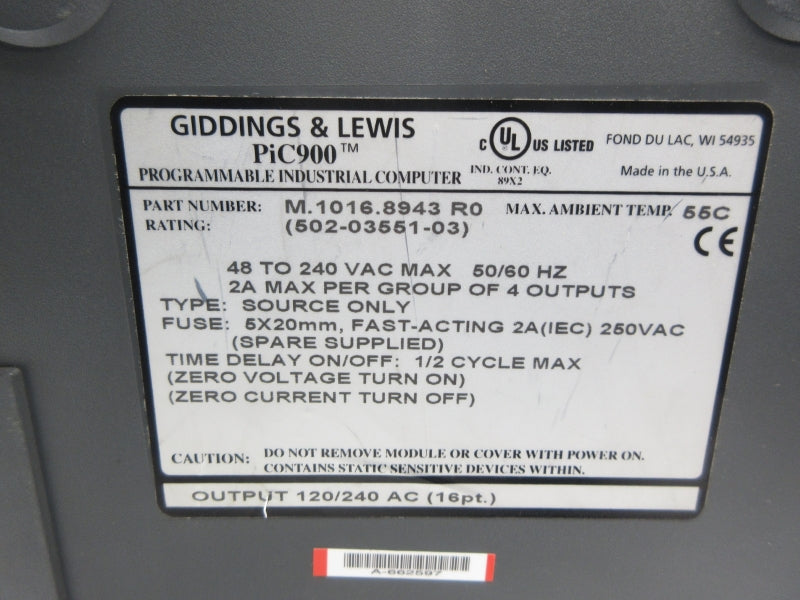 GIDDINGS & LEWIS
PiC900™
PROGRAMMABLE INDUSTRIAL COMPUTER
C UL US LISTED
IND. CONT. EQ.
89X2
FOND DU LAC, WI 54935
Made in the U.S.A.
PART NUMBER: M.1016.8943 R0 MAX. AMBIENT TEMP. 55C
RATING: (502-03551-03)
CE
48 TO 240 VAC MAX 50/60 HZ
2A MAX PER GROUP OF 4 OUTPUTS
TYPE: SOURCE ONLY
FUSE: 5X20mm, FAST-ACTING 2A(IEC) 250VAC
(SPARE SUPPLIED)
TIME DELAY ON/OFF: 1/2 CYCLE MAX
(ZERO VOLTAGE TURN ON)
(ZERO CURRENT TURN OFF)
CAUTION: DO NOT REMOVE MODULE OR COVER WITH POWER ON.
CONTAINS STATIC SENSITIVE DEVICES WITHIN.
OUTPUT 120/240 AC (16pt.)
A-662597